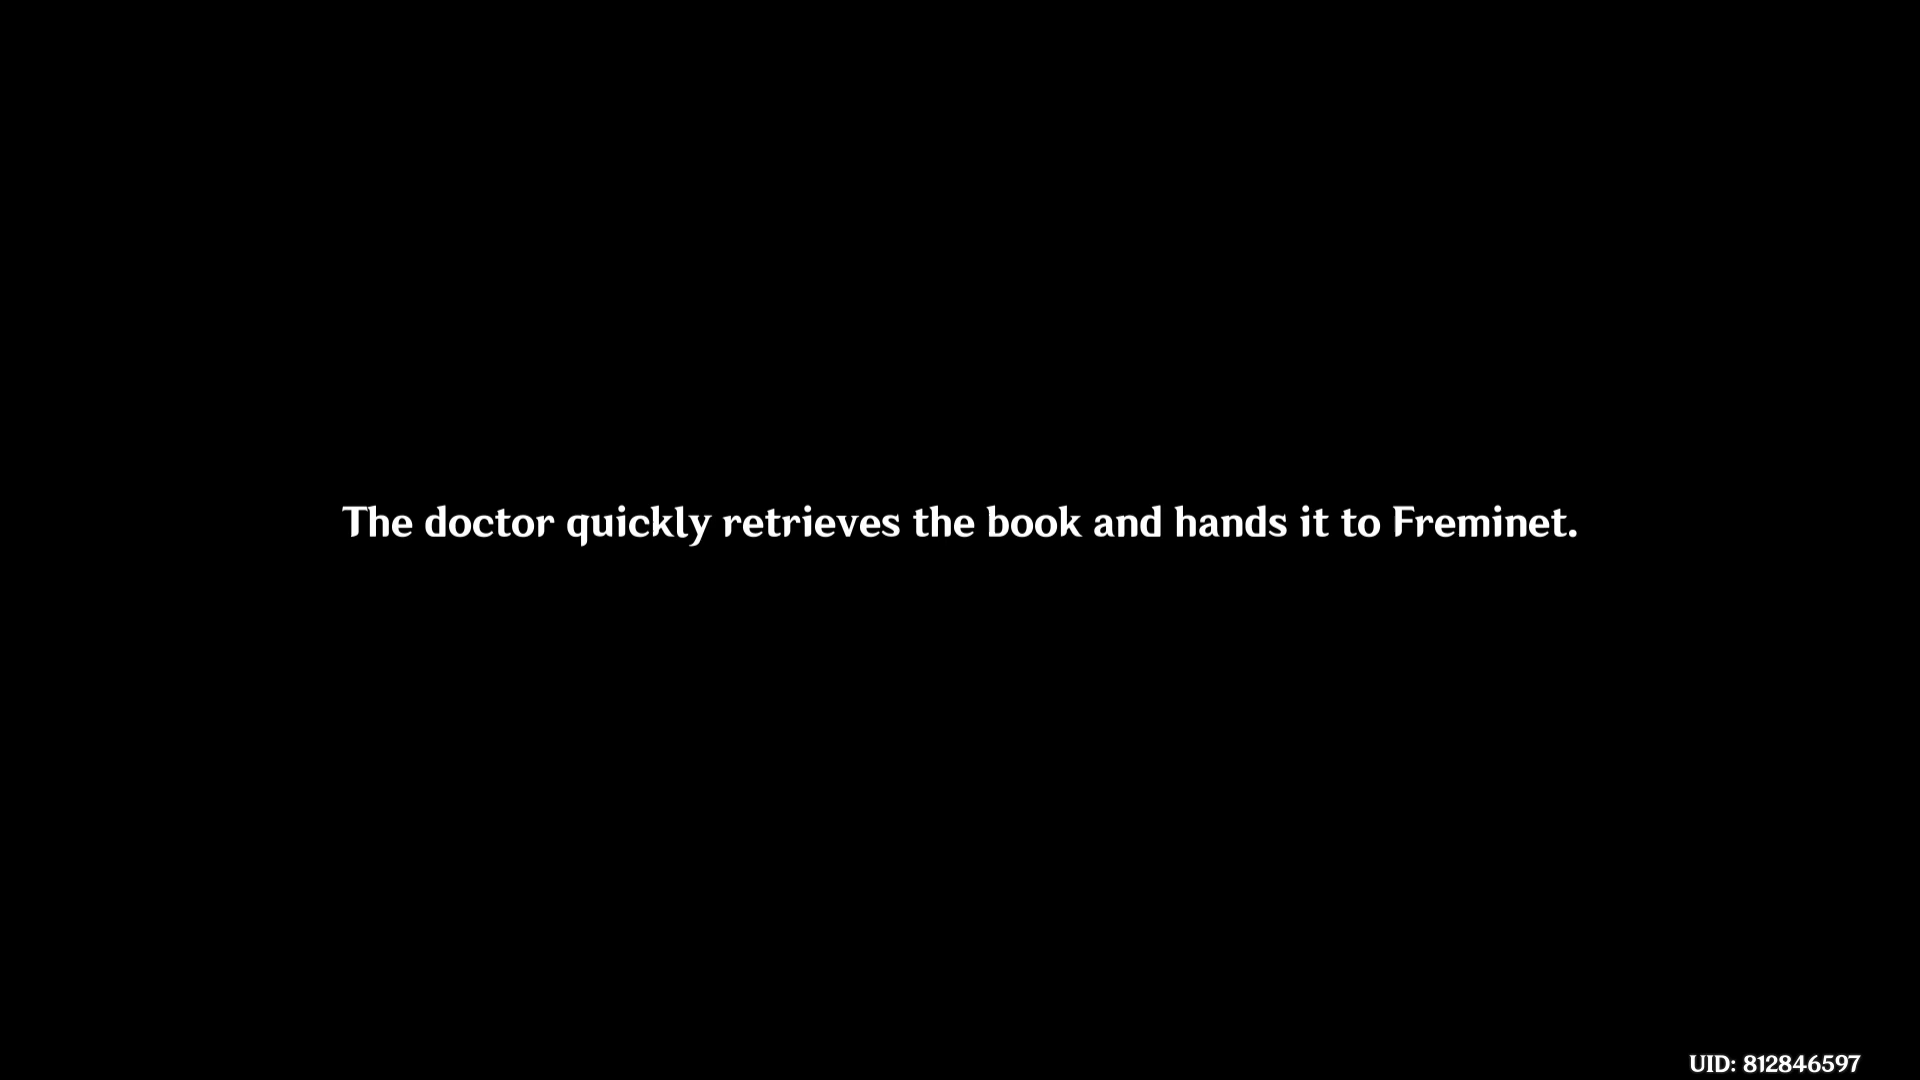 The doctor quickly retrieves the book and hands it to Freminet.
UID: 812846597